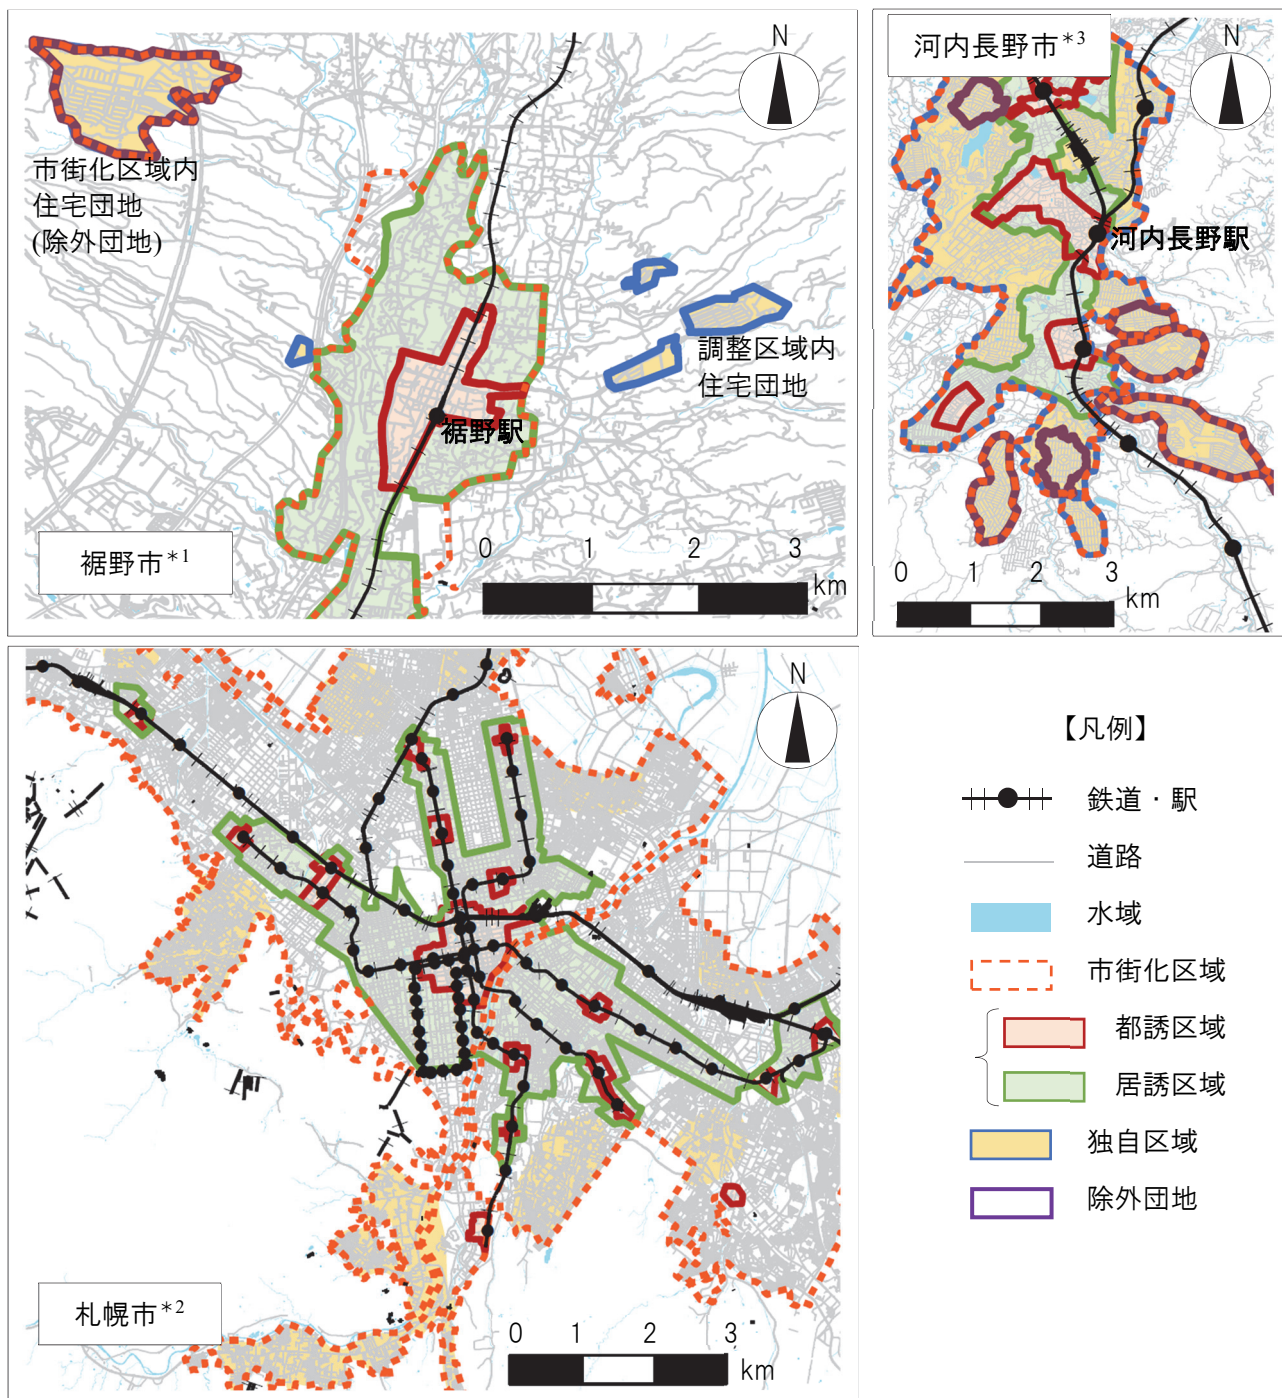 N
市街化区域内
住宅団地
(除外団地)
調整区域内
住宅団地
裾野駅
裾野市*1
0 1 2 3
km
河内長野市*3
N
河内長野駅
0 1 2 3
km
N
札幌市*2
0 1 2 3
km
【凡例】
鉄道・駅
道路
水域
市街化区域
都誘区域
居誘区域
独自区域
除外団地